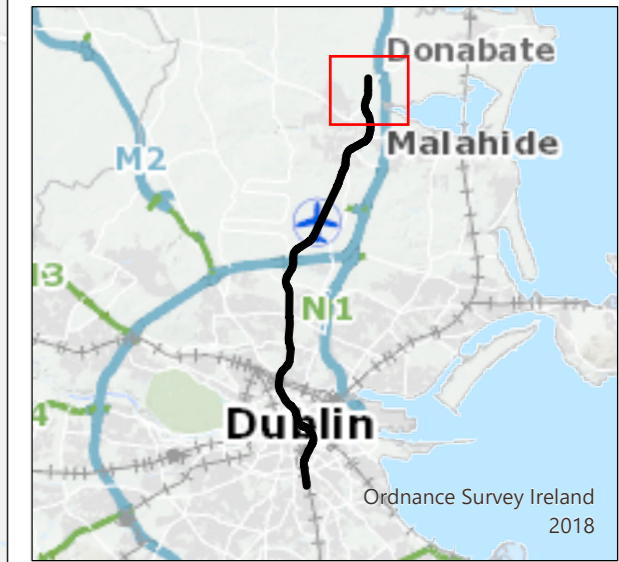 Donabate
M2
Malahide
N1
Dublin
Ordnance Survey Ireland
2018